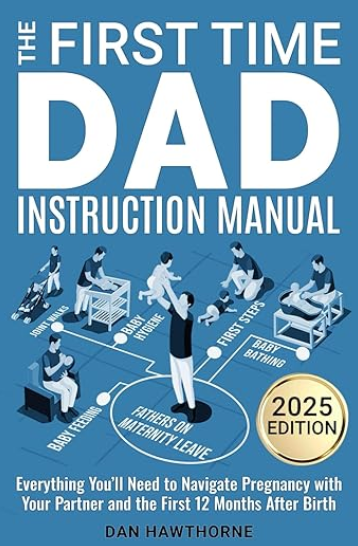 THE
FIRST TIME
DAD
INSTRUCTION MANUAL
JOINT WALKS
BABY
HYGIENE
FIRST STEPS
BABY
BATHING
BABY FEEDING
FATHERS ON
MATERNITY LEAVE
2025
EDITION
Everything You'll Need to Navigate Pregnancy with
Your Partner and the First 12 Months After Birth
DAN HAWTHORNE